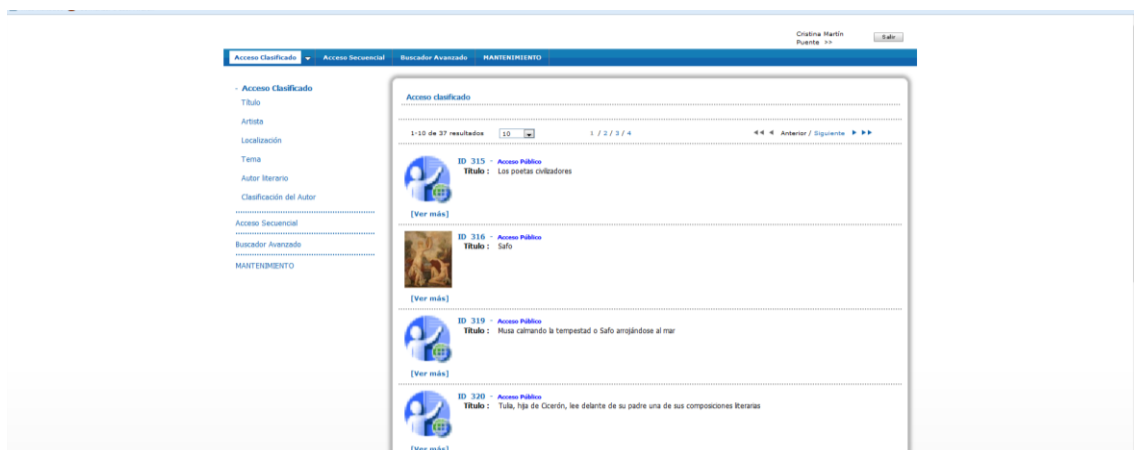 Cristina Martín
Puente >>
Salir
Acceso Clasificado
Acceso Secuencial
Buscador Avanzado
MANTENIMIENTO
- Acceso Clasificado
Título
Artista
Localización
Tema
Autor literario
Clasificación del Autor
Acceso Secuencial
Buscador Avanzado
MANTENIMIENTO
Acceso clasificado
1-10 de 37 resultados 10 1 / 2 / 3 / 4 Anterior / Siguiente
ID 315 - Acceso Público
Título : Los poetas civilizadores
[Ver más]
ID 316 - Acceso Público
Título : Safo
[Ver más]
ID 319 - Acceso Público
Título : Musa calmando la tempestad o Safo arrojándose al mar
[Ver más]
ID 320 - Acceso Público
Título : Tulia, hija de Cicerón, lee delante de su padre una de sus composiciones literarias
[Ver más]